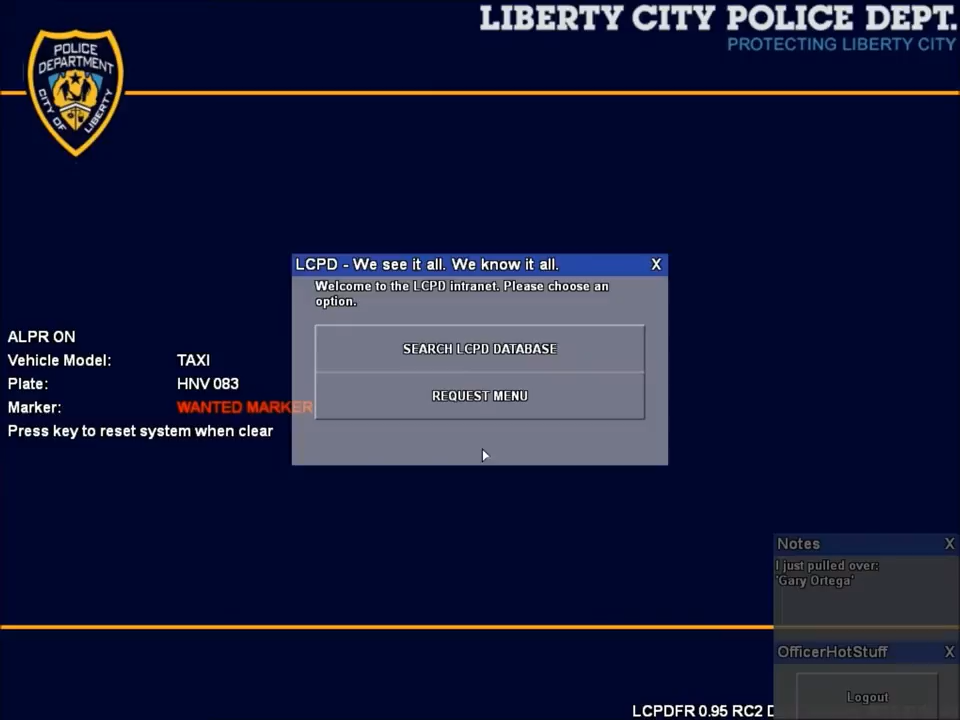 LIBERTY CITY POLICE DEPT.
PROTECTING LIBERTY CITY
POLICE
DEPARTMENT
CITY OF LIBERTY
LCPD - We see it all. We know it all. X
Welcome to the LCPD intranet. Please choose an
option.
SEARCH LCPD DATABASE
REQUEST MENU
ALPR ON
Vehicle Model: TAXI
Plate: HNV 083
Marker: WANTED MARKER
Press key to reset system when clear
Notes X
I just pulled over:
'Gary Ortega'
OfficerHotStuff X
Logout
LCPDFR 0.95 RC2 D